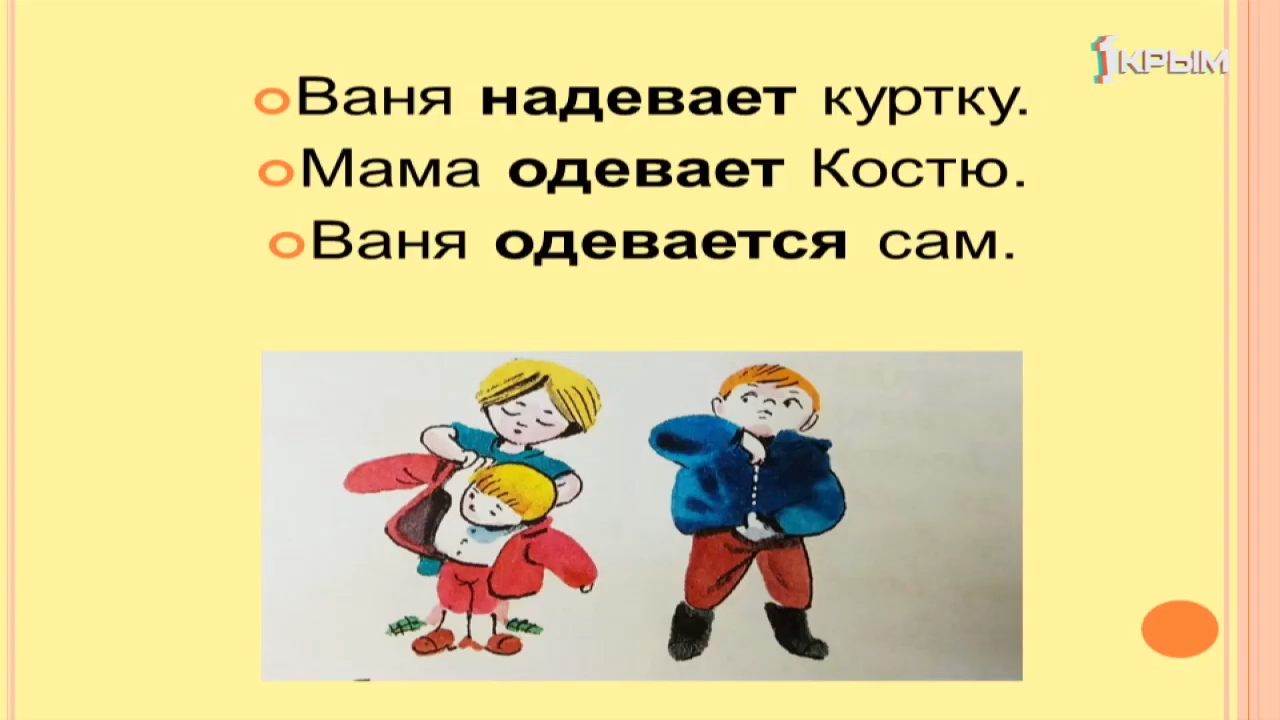 1КРЫМ
Ваня надевает куртку.
Мама одевает Костю.
Ваня одевается сам.